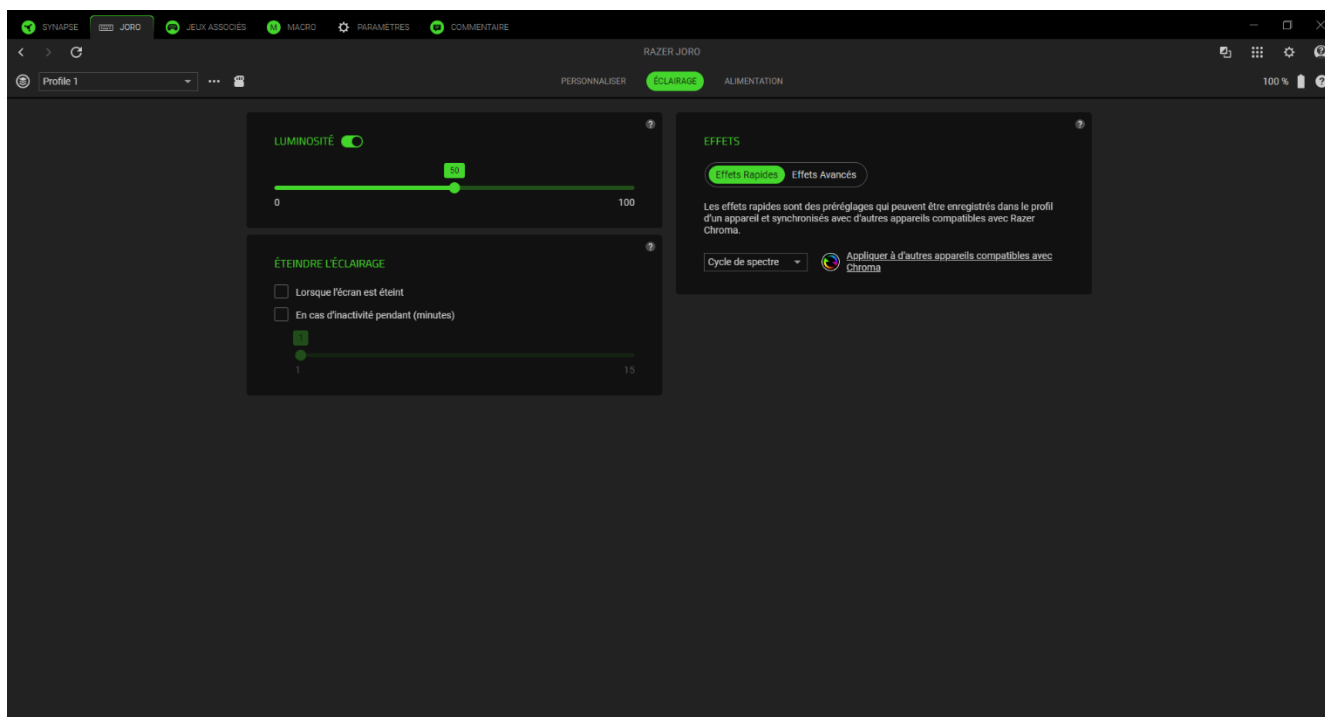 SYNAPSE JORO JEUX ASSOCIÉS M MACRO PARAMÈTRES COMMENTAIRE
RAZER JORO
Profile 1 PERSONNALISER ÉCLAIRAGE ALIMENTATION 100 %
LUMINOSITÉ
50
0 100
ÉTEINDRE L'ÉCLAIRAGE
Lorsque l'écran est éteint
En cas d'inactivité pendant (minutes)
1
1 15
EFFETS
Effets Rapides Effets Avancés
Les effets rapides sont des préréglages qui peuvent être enregistrés dans le profil
d'un appareil et synchronisés avec d'autres appareils compatibles avec Razer
Chroma.
Cycle de spectre
Appliquer à d'autres appareils compatibles avec
Chroma